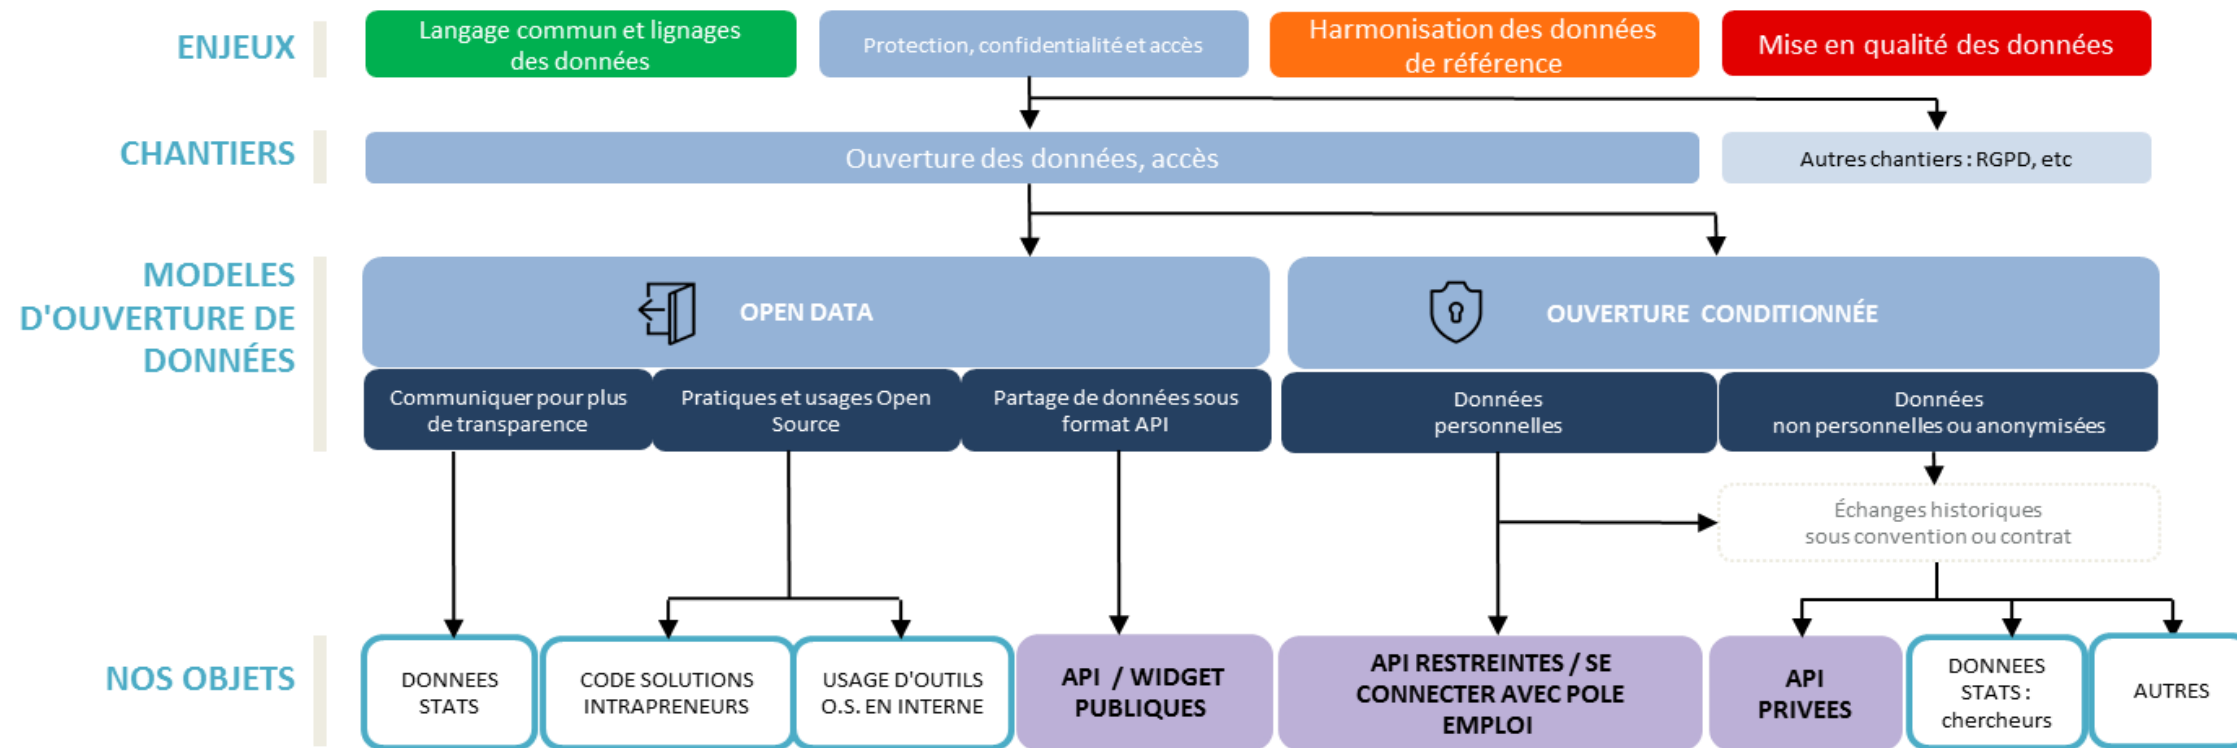 ENJEUX
Langage commun et lignages
des données
Protection, confidentialité et accès
Harmonisation des données
de référence
Mise en qualité des données
CHANTIERS
Ouverture des données, accès
Autres chantiers : RGPD, etc
MODELES
D'OUVERTURE DE
DONNÉES
OPEN DATA
OUVERTURE CONDITIONNÉE
Communiquer pour plus
de transparence
Pratiques et usages Open
Source
Partage de données sous
format API
Données
personnelles
Données
non personnelles ou anonymisées
Échanges historiques
sous convention ou contrat
NOS OBJETS
DONNEES
STATS
CODE SOLUTIONS
INTRAPRENEURS
USAGE D'OUTILS
O.S. EN INTERNE
API / WIDGET
PUBLIQUES
API RESTREINTES / SE
CONNECTER AVEC POLE
EMPLOI
API
PRIVEES
DONNEES
STATS :
chercheurs
AUTRES